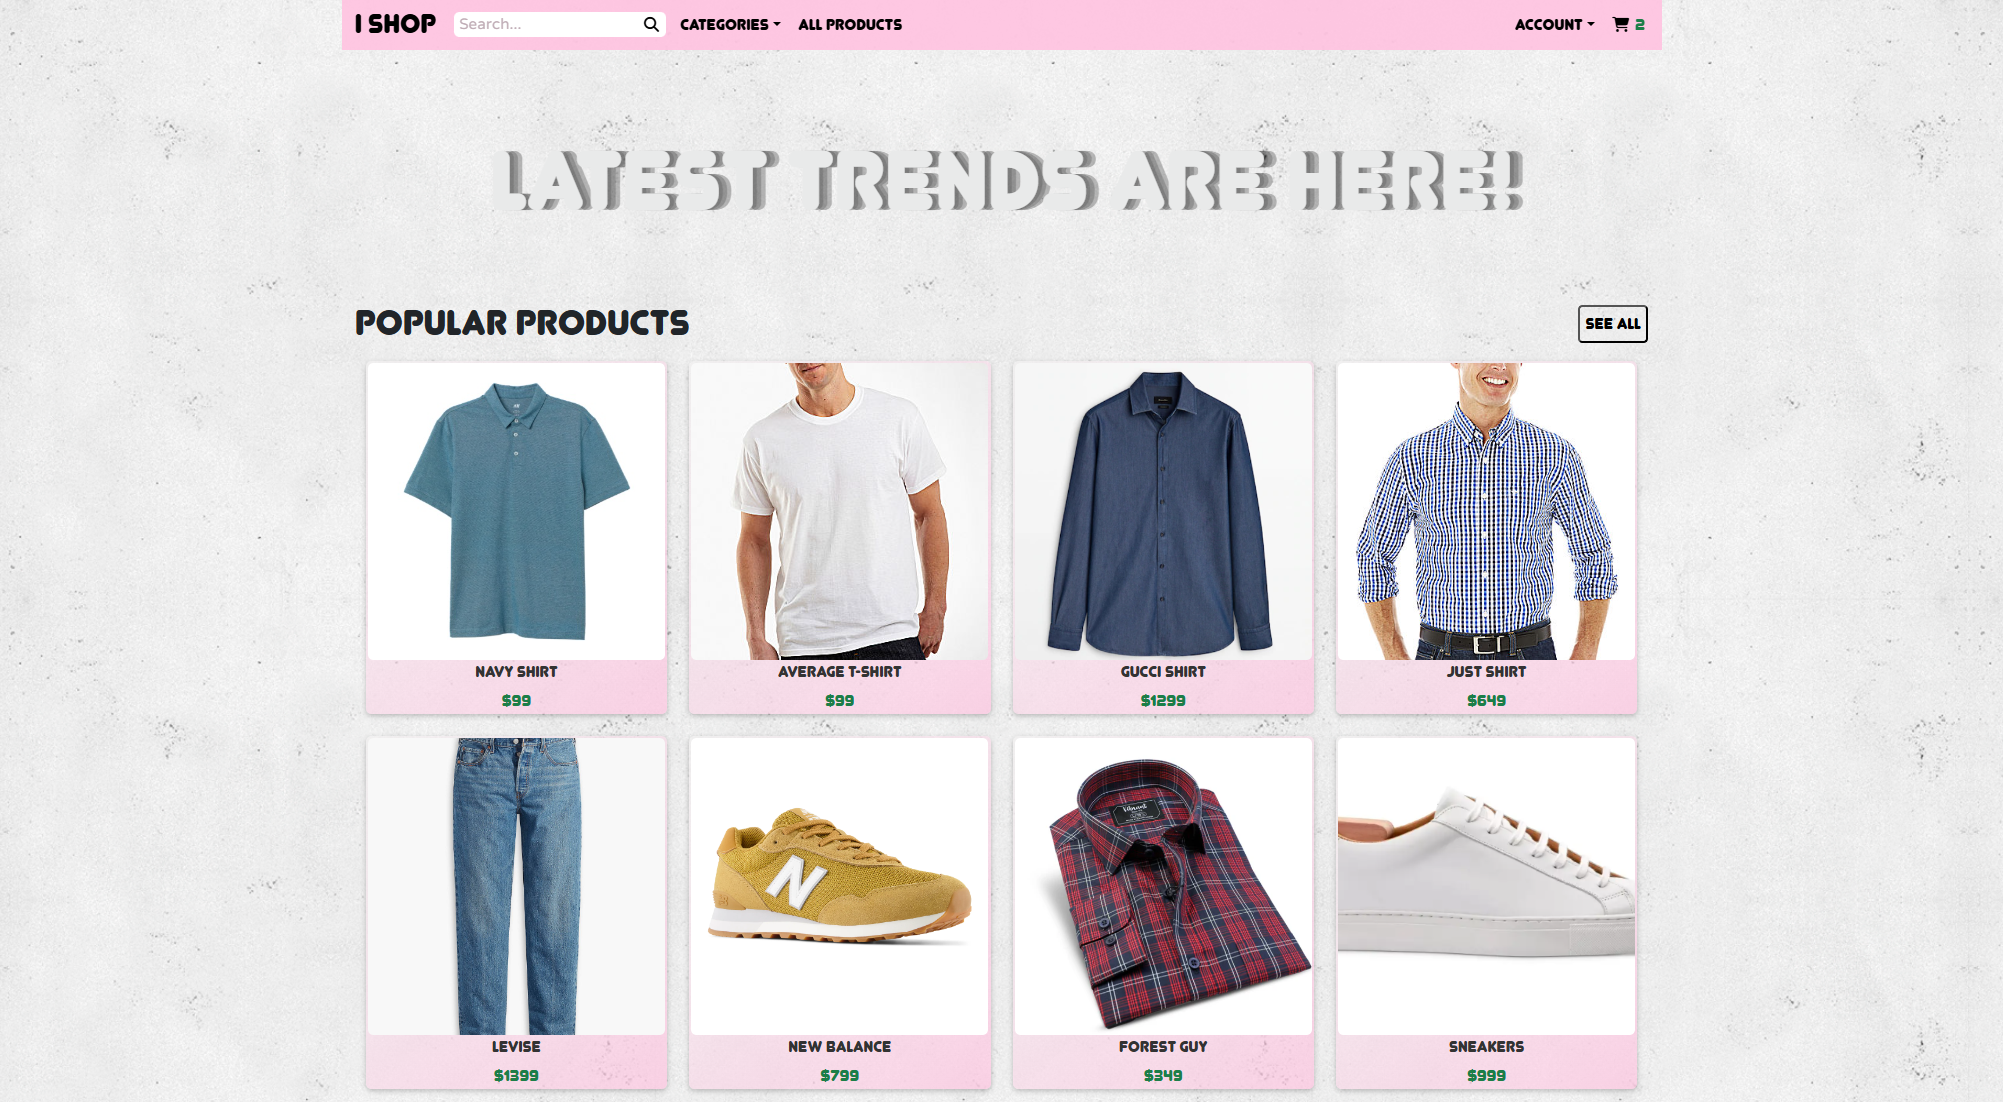 I SHOP Search... CATEGORIES ALL PRODUCTS ACCOUNT 2
LATEST TRENDS ARE HERE!
POPULAR PRODUCTS SEE ALL
NAVY SHIRT AVERAGE T-SHIRT GUCCI SHIRT JUST SHIRT
$99 $99 $1299 $649
N
LEVISE NEW BALANCE FOREST GUY SNEAKERS
$1399 $799 $349 $999